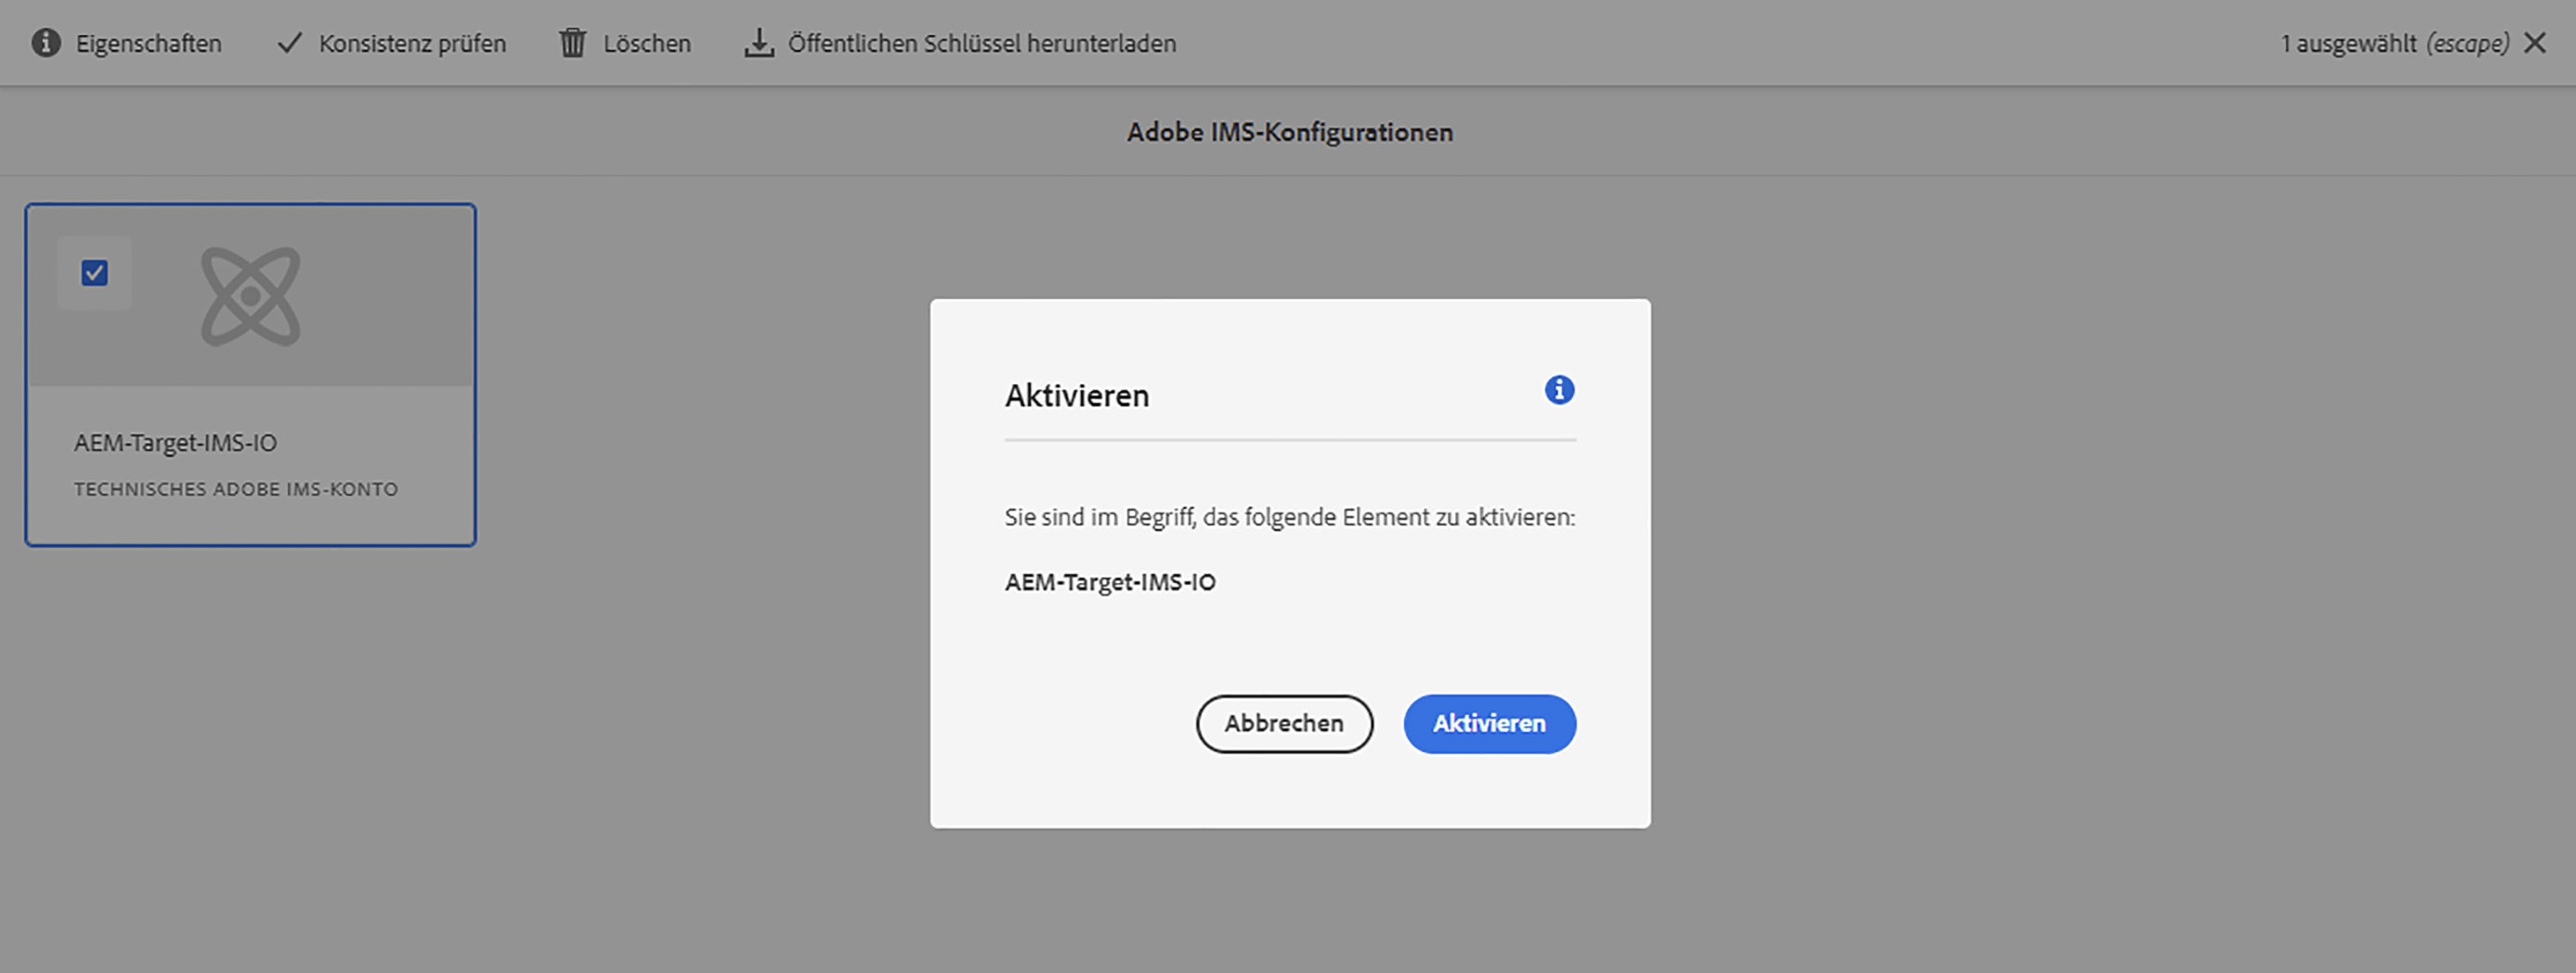 Eigenschaften Konsistenz prüfen Löschen Öffentlichen Schlüssel herunterladen 1 ausgewählt (escape)
Adobe IMS-Konfigurationen
AEM-Target-IMS-IO
TECHNISCHES ADOBE IMS-KONTO
Aktivieren
Sie sind im Begriff, das folgende Element zu aktivieren:
AEM-Target-IMS-IO
Abbrechen Aktivieren